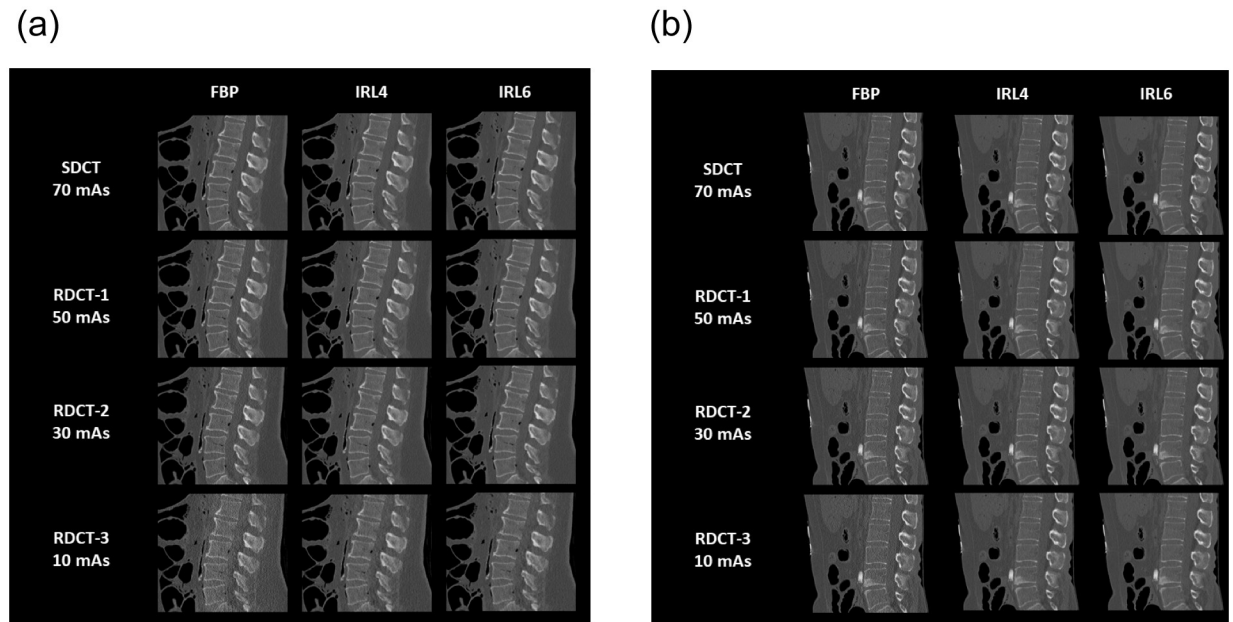 (a)
FBP IRL4 IRL6
SDCT
70 mAs
RDCT-1
50 mAs
RDCT-2
30 mAs
RDCT-3
10 mAs
(b)
FBP IRL4 IRL6
SDCT
70 mAs
RDCT-1
50 mAs
RDCT-2
30 mAs
RDCT-3
10 mAs